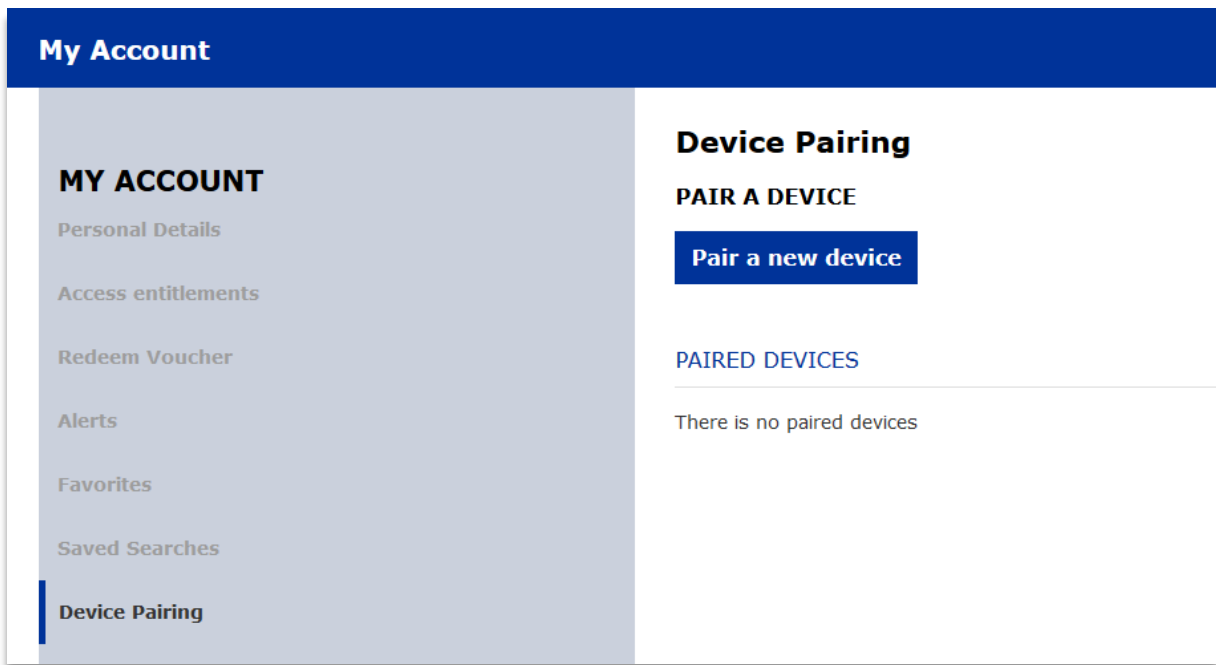 My Account
MY ACCOUNT
Personal Details
Access entitlements
Redeem Voucher
Alerts
Favorites
Saved Searches
Device Pairing
Device Pairing
PAIR A DEVICE
Pair a new device
PAIRED DEVICES
There is no paired devices